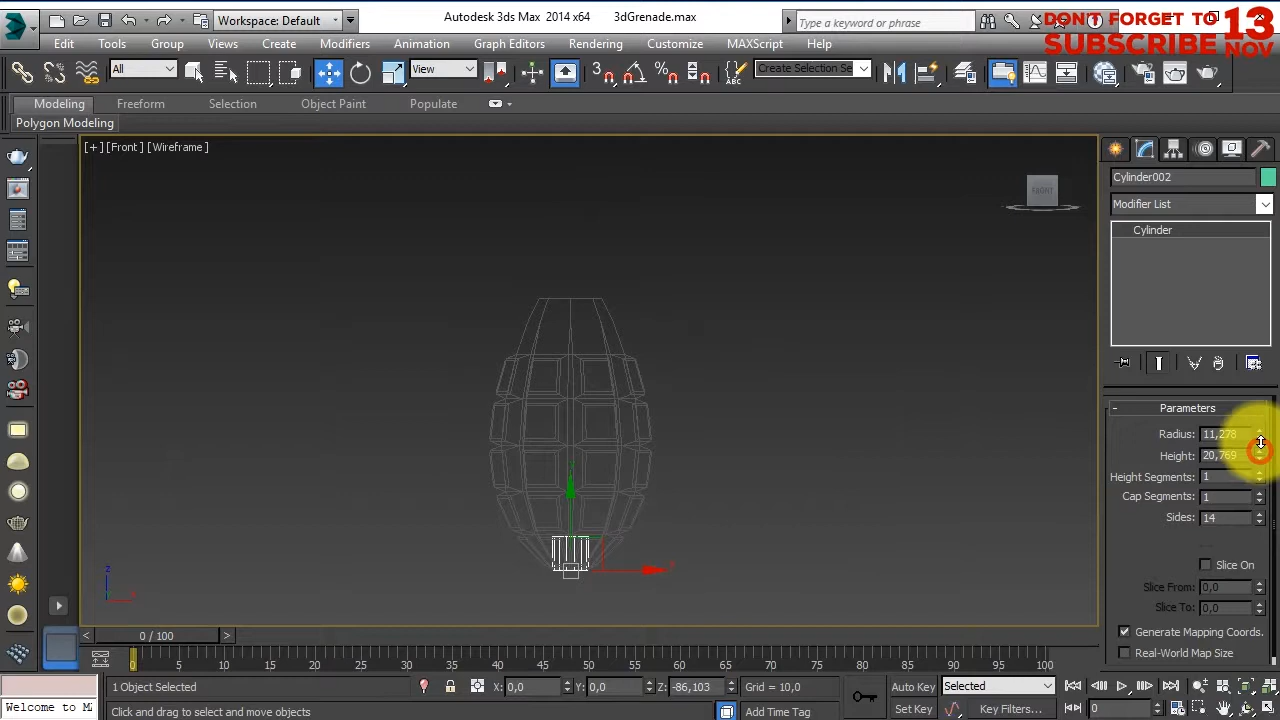 Workspace: Default
Autodesk 3ds Max 2014 x64
3dGrenade.max
Type a keyword or phrase
DON'T FORGET TO
SUBSCRIBE
13
NOV
Edit
Tools
Group
Views
Create
Modifiers
Animation
Graph Editors
Rendering
Customize
MAXScript
Help
All
View
3
ABC
Create Selection Se
Modeling
Freeform
Selection
Object Paint
Populate
Polygon Modeling
[+] [Front ] [Wireframe ]
FRONT
Cylinder002
Modifier List
Cylinder
- Parameters
Radius: 11,278
Height: 20,769
Height Segments: 1
Cap Segments: 1
Sides: 14
Slice On
Slice From: 0,0
Slice To: 0,0
Generate Mapping Coords.
Real-World Map Size
z
x
< 0 / 100 >
0 5 10 15 20 25 30 35 40 45 50 55 60 65 70 75 80 85 90 95 100
1 Object Selected
X: 0,0
Y: 0,0
Z: -86,103
Grid = 10,0
Auto Key
Selected
Welcome to M
Click and drag to select and move objects
Add Time Tag
Set Key
Key Filters...
0